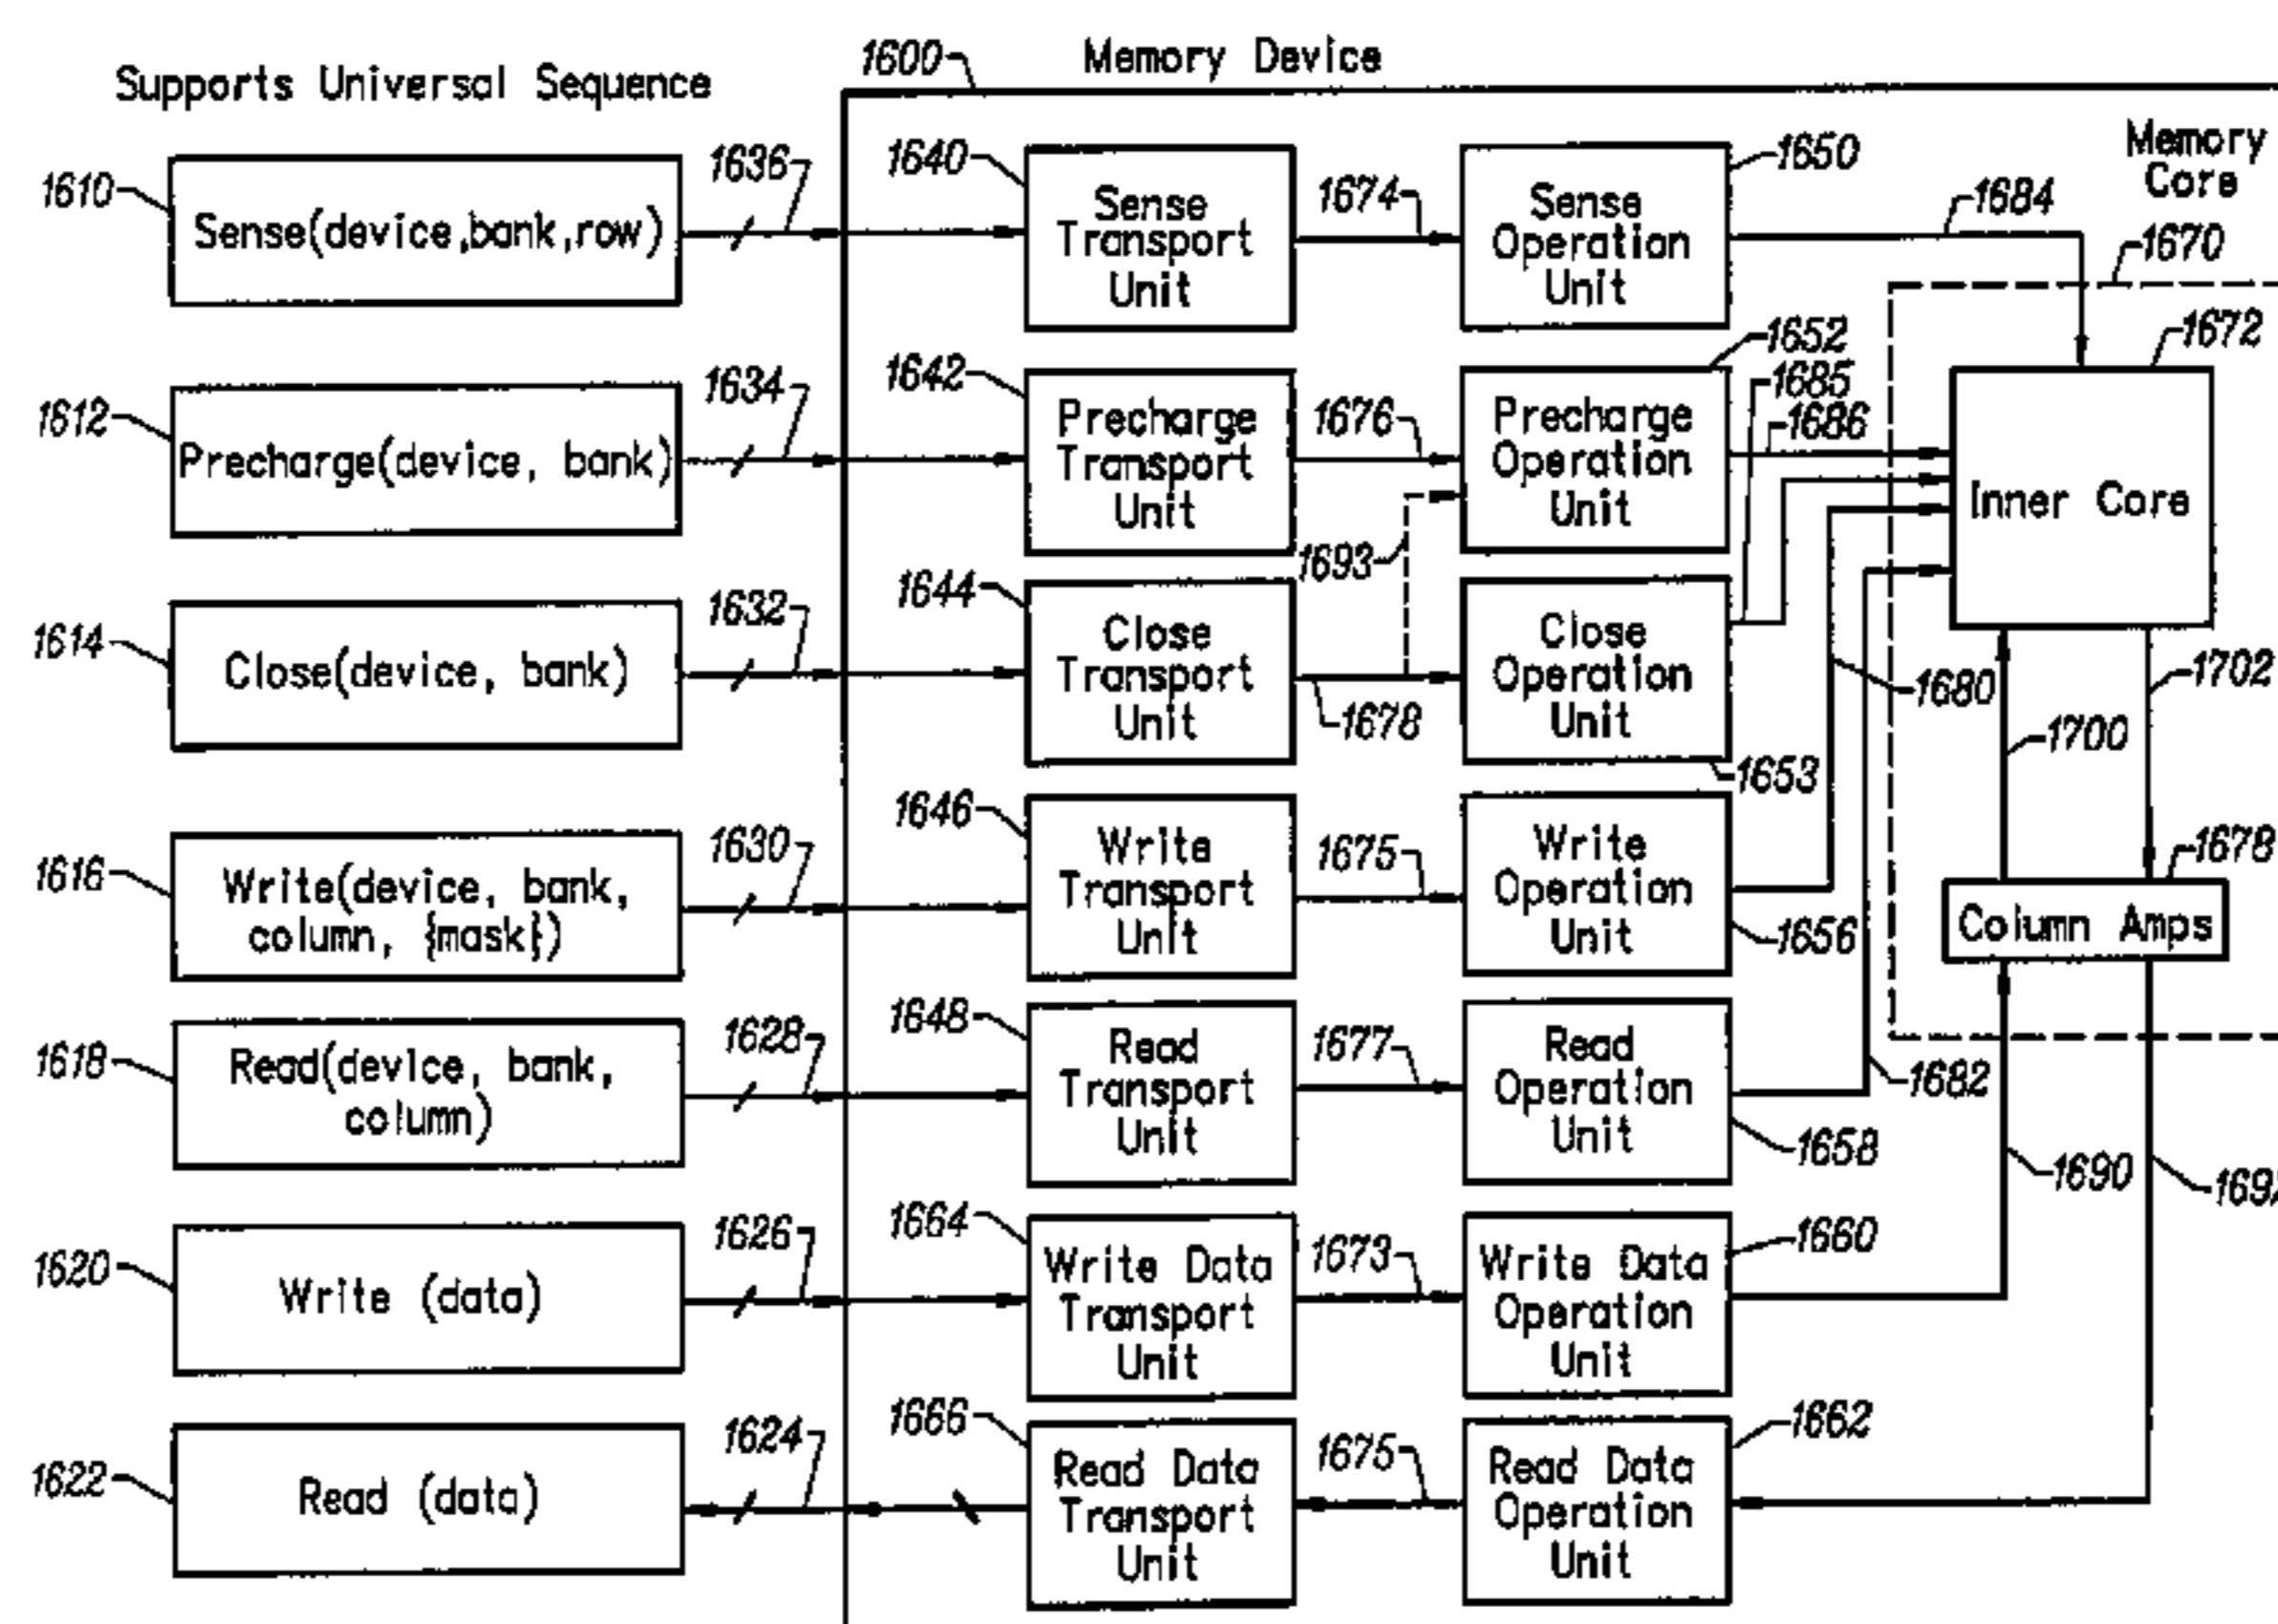 Supports Universal Sequence
1600
Memory Device
Memory
Core
1670
1610
Sense(device,bank,row)
1636
1640
Sense
Transport
Unit
1674
1650
Sense
Operation
Unit
1684
1612
Precharge(device, bank)
1634
1642
Precharge
Transport
Unit
1676
1652
Precharge
Operation
Unit
1685
1686
1672
Inner Core
1693
1614
Close(device, bank)
1632
1644
Close
Transport
Unit
1678
Close
Operation
Unit
1653
1680
1700
1702
1616
Write(device, bank,
column, {mask})
1630
1646
Write
Transport
Unit
1675
Write
Operation
Unit
1656
1678
Column Amps
1618
Read(device, bank,
column)
1628
1648
Read
Transport
Unit
1677
Read
Operation
Unit
1658
1682
1690
1620
Write (data)
1626
1664
Write Data
Transport
Unit
1673
1660
Write Data
Operation
Unit
1622
Read (data)
1624
1666
Read Data
Transport
Unit
1675
1662
Read Data
Operation
Unit